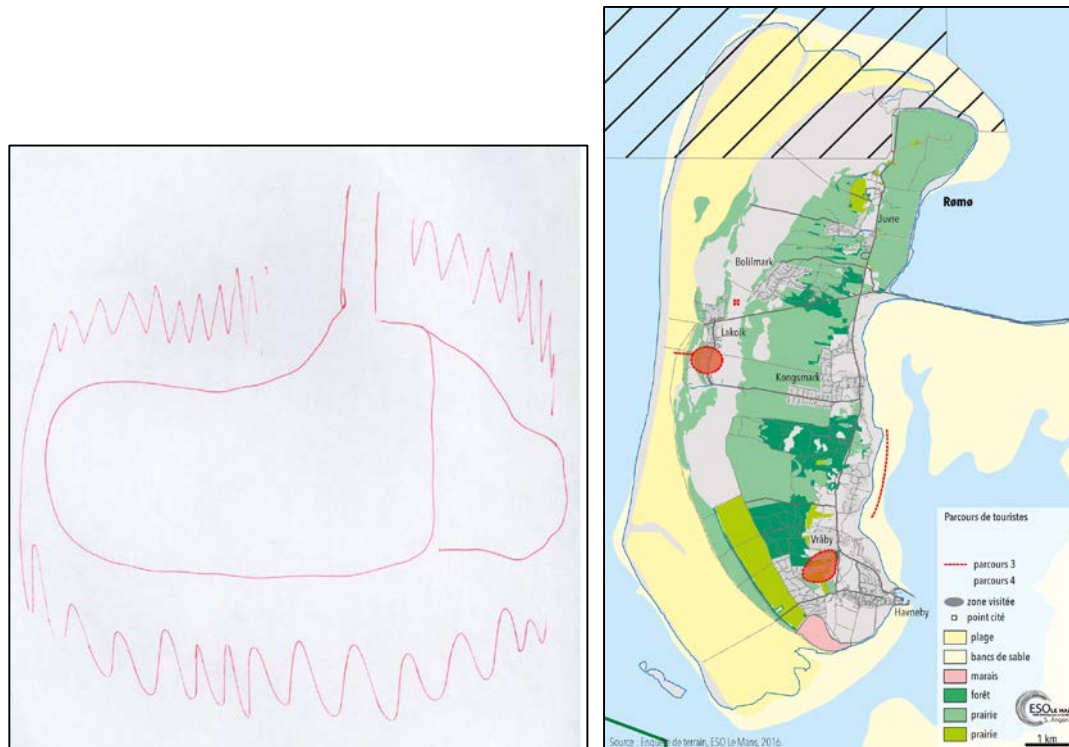 Rømø
Juvre
Bolilmark
Lakolk
Kongsmark
Vråby
Havneby
Parcours de touristes
parcours 3
parcours 4
zone visitée
point cité
plage
bancs de sable
marais
forêt
prairie
prairie
ESO LE MANS
S. Angonnet
1 km
Source : Enquête de terrain, ESO Le Mans, 2016.